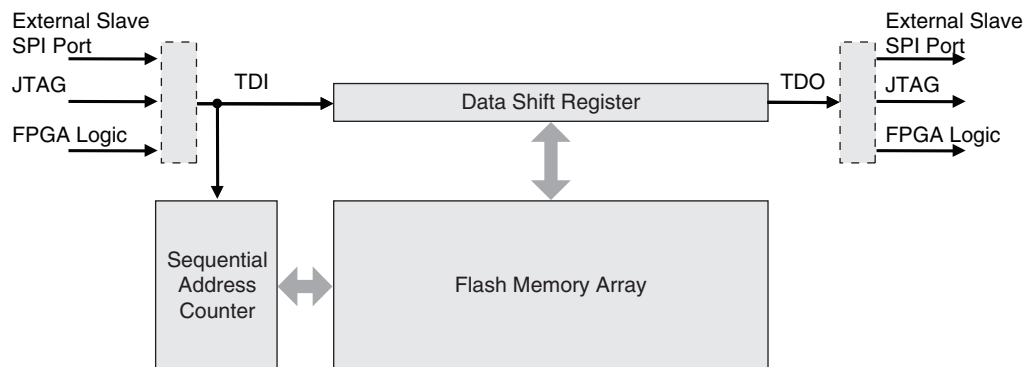 External Slave
SPI Port
JTAG
FPGA Logic
TDI
Data Shift Register
TDO
External Slave
SPI Port
JTAG
FPGA Logic
Sequential
Address
Counter
Flash Memory Array